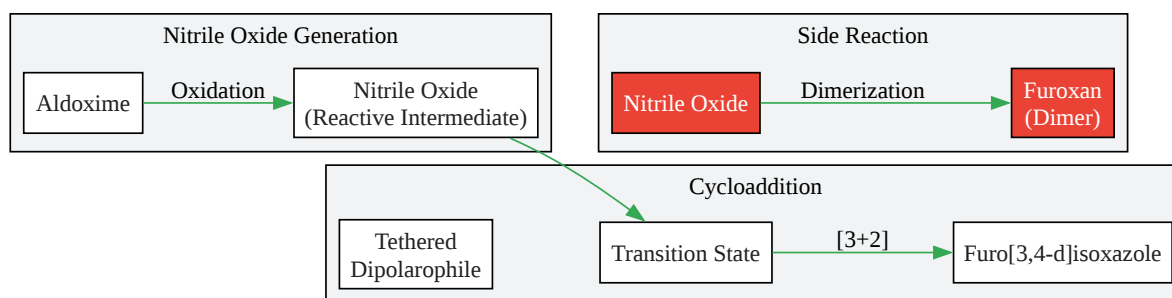 Nitrile Oxide Generation
Aldoxime
Oxidation
Nitrile Oxide
(Reactive Intermediate)
Side Reaction
Nitrile Oxide
Dimerization
Furoxan
(Dimer)
Cycloaddition
Tethered
Dipolarophile
Transition State
[3+2]
Furo[3,4-d]isoxazole